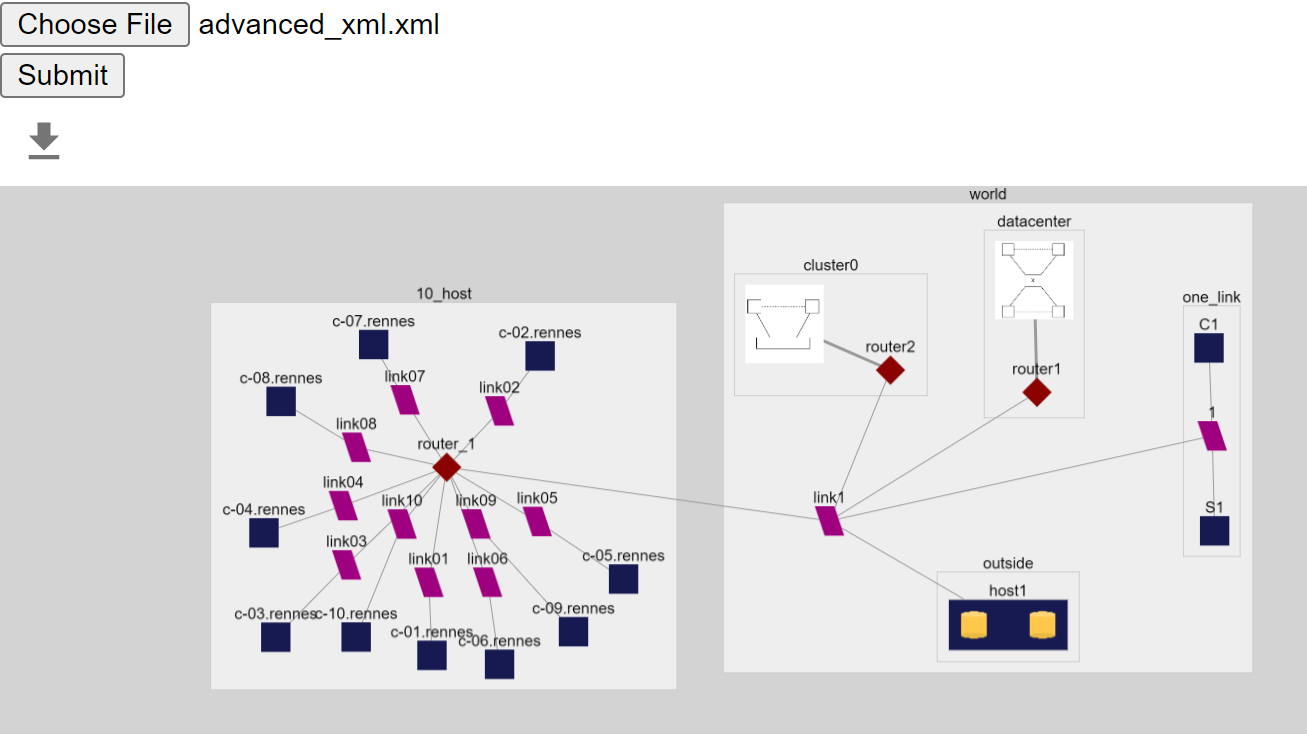 Choose File advanced_xml.xml
Submit
world
datacenter
cluster0
10_host
one_link
c-07.rennes
C1
c-02.rennes
router2
router1
c-08.rennes
link07
link02
1
link08
router_1
link04
link10
link09
link05
link1
S1
c-04.rennes
link03
link01
link06
c-05.rennes
outside
host1
c-03.rennes
c-10.rennes
c-09.rennes
c-01.rennes
c-06.rennes
x